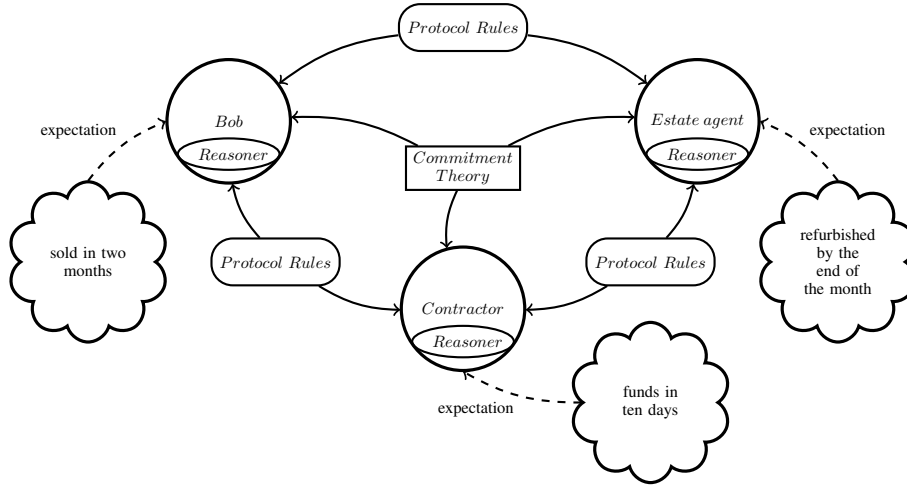 Protocol Rules
Bob
Reasoner
Estate agent
Reasoner
expectation
expectation
Commitment
Theory
sold in two
months
Protocol Rules
Protocol Rules
refurbished
by the
end of
the month
Contractor
Reasoner
expectation
funds in
ten days